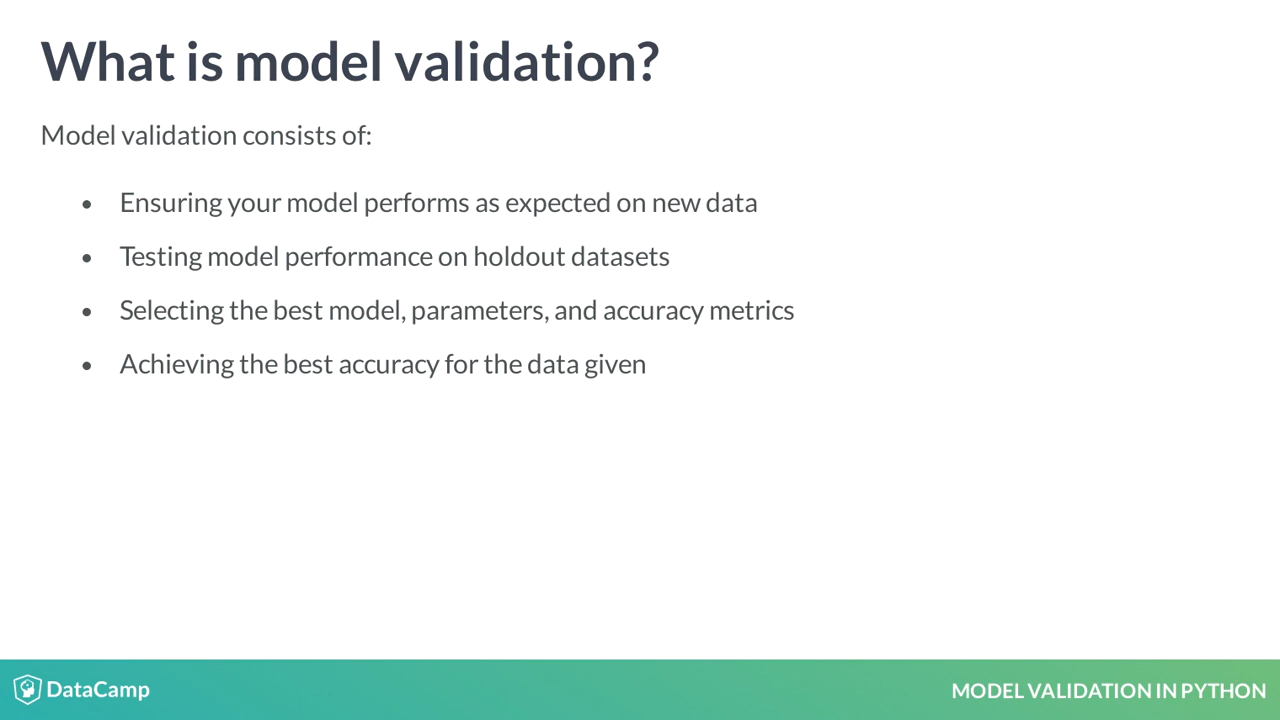 What is model validation?
Model validation consists of:
• Ensuring your model performs as expected on new data
• Testing model performance on holdout datasets
• Selecting the best model, parameters, and accuracy metrics
• Achieving the best accuracy for the data given
DataCamp
MODEL VALIDATION IN PYTHON